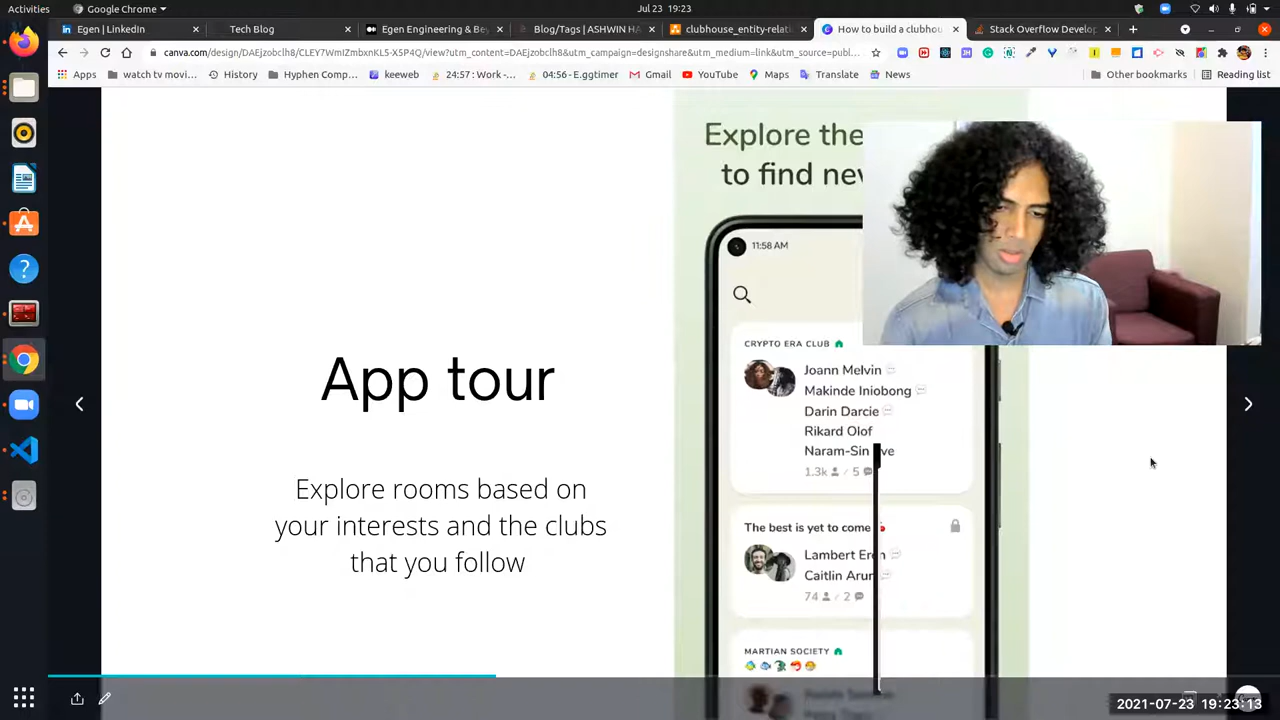 Activities
Google Chrome
Jul 23 19:23
Egen | LinkedIn
Tech Blog
Egen Engineering & Be
Blog/Tags | ASHWIN HA
clubhouse_entity-relati
How to build a clubhou
Stack Overflow Develop
canva.com/design/DAEjzobclh8/CLEY7WmIZmbxnKL5-X5P4Q/view?utm_content=DAEjzobclh8&utm_campaign=designshare&utm_medium=link&utm_source=publ...
Apps
watch tv movi...
History
Hyphen Comp...
keeweb
24:57 : Work -...
04:56 - E.ggtimer
Gmail
YouTube
Maps
Translate
News
Other bookmarks
Reading list
Explore the
to find nev
11:58 AM
CRYPTO ERA CLUB
Joann Melvin
Makinde Iniobong
Darin Darcie
Rikard Olof
Naram-Sin
1.3k / 5
The best is yet to come
Lambert
Caitlin
74 / 2
MARTIAN SOCIETY
App tour
Explore rooms based on
your interests and the clubs
that you follow
2021-07-23 19:23:13